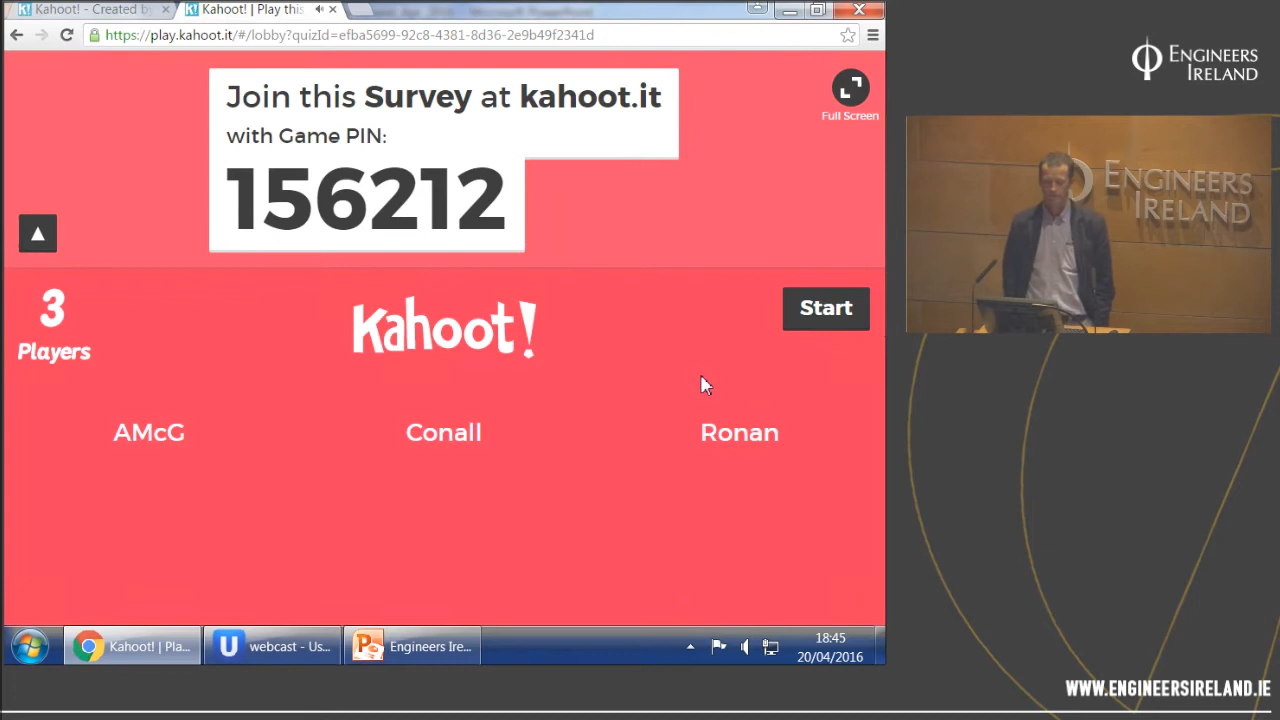 Kahoot! - Created by
Kahoot! | Play this
https://play.kahoot.it/#/lobby?quizId=efba5699-92c8-4381-8d36-2e9b49f2341d
Join this Survey at kahoot.it
with Game PIN:
156212
Full Screen
3
Players
Kahoot!
Start
AMcG
Conall
Ronan
Kahoot! | Pla...
webcast - Us...
Engineers Ire...
18:45
20/04/2016
ENGINEERS
IRELAND
ENGINEERS
IRELAND
WWW.ENGINEERSIRELAND.IE